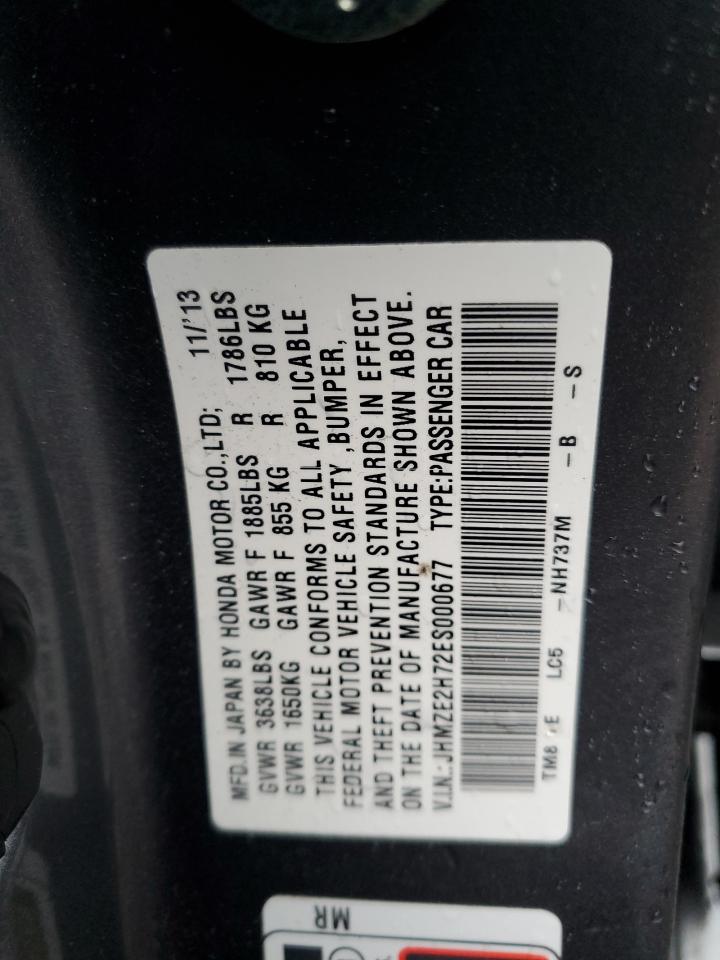 MFD.IN JAPAN BY HONDA MOTOR CO.,LTD; 11/'13
GVWR 3638LBS GAWR F 1885LBS R 1786LBS
GVWR 1650KG GAWR F 855 KG R 810 KG
THIS VEHICLE CONFORMS TO ALL APPLICABLE
FEDERAL MOTOR VEHICLE SAFETY ,BUMPER,
AND THEFT PREVENTION STANDARDS IN EFFECT
ON THE DATE OF MANUFACTURE SHOWN ABOVE.
V.I.N.:JHMZE2H72ES000677 TYPE:PASSENGER CAR
LC5 -NH737M -B -S
MR